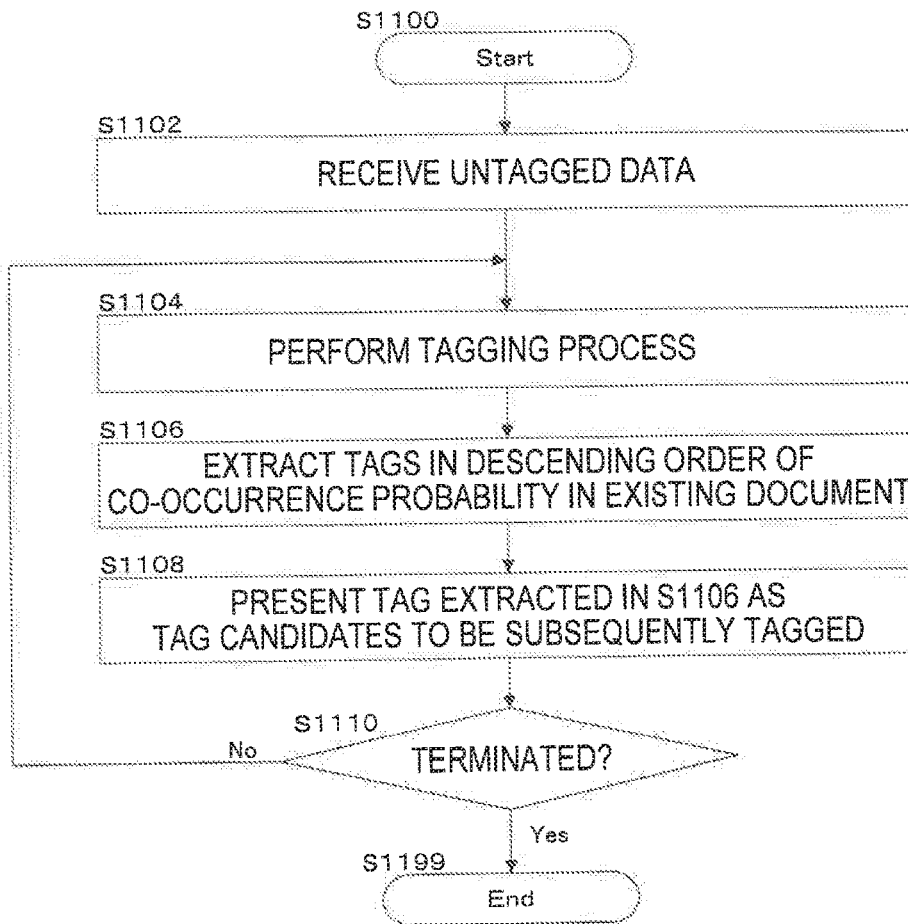 S1100
Start
S1102
RECEIVE UNTAGGED DATA
S1104
PERFORM TAGGING PROCESS
S1106
EXTRACT TAGS IN DESCENDING ORDER OF
CO-OCCURRENCE PROBABILITY IN EXISTING DOCUMENT
S1108
PRESENT TAG EXTRACTED IN S1106 AS
TAG CANDIDATES TO BE SUBSEQUENTLY TAGGED
S1110
No
TERMINATED?
Yes
S1199
End